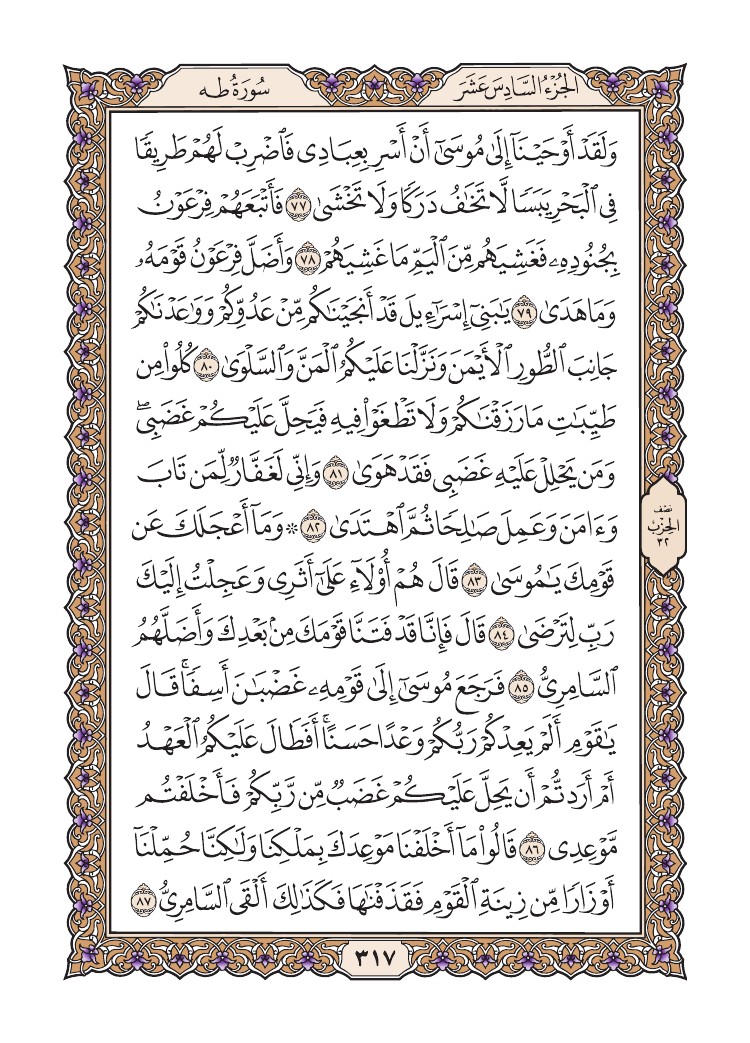 الجُزْءُ السَّادِسَ عَشَرَ
سُورَةُ طه
وَلَقَدْ أَوْحَيْنَآ إِلَىٰ مُوسَىٰٓ أَنْ أَسْرِ بِعِبَادِى فَٱضْرِبْ لَهُمْ طَرِيقًا
فِى ٱلْبَحْرِ يَبَسًا لَّا تَخَٰفُ دَرَكًا وَلَا تَخْشَىٰ ٧٧ فَأَتْبَعَهُمْ فِرْعَوْنُ
بِجُنُودِهِۦ فَغَشِيَهُم مِّنَ ٱلْيَمِّ مَا غَشِيَهُمْ ٧٨ وَأَضَلَّ فِرْعَوْنُ قَوْمَهُۥ
وَمَا هَدَىٰ ٧٩ يَٰبَنِىٓ إِسْرَٰٓءِيلَ قَدْ أَنجَيْنَٰكُم مِّنْ عَدُوِّكُمْ وَوَٰعَدْنَٰكُمْ
جَانِبَ ٱلطُّورِ ٱلْأَيْمَنَ وَنَزَّلْنَا عَلَيْكُمُ ٱلْمَنَّ وَٱلسَّلْوَىٰ ٨٠ كُلُوا۟ مِن
طَيِّبَٰتِ مَا رَزَقْنَٰكُمْ وَلَا تَطْغَوْا۟ فِيهِ فَيَحِلَّ عَلَيْكُمْ غَضَبِىۖ
وَمَن يَحْلِلْ عَلَيْهِ غَضَبِى فَقَدْ هَوَىٰ ٨١ وَإِنِّى لَغَفَّارٌ لِّمَن تَابَ
وَءَامَنَ وَعَمِلَ صَٰلِحًا ثُمَّ ٱهْتَدَىٰ ٨٢ ۞ وَمَآ أَعْجَلَكَ عَن
قَوْمِكَ يَٰمُوسَىٰ ٨٣ قَالَ هُمْ أُو۟لَآءِ عَلَىٰٓ أَثَرِى وَعَجِلْتُ إِلَيْكَ
رَبِّ لِتَرْضَىٰ ٨٤ قَالَ فَإِنَّا قَدْ فَتَنَّا قَوْمَكَ مِنۢ بَعْدِكَ وَأَضَلَّهُمُ
ٱلسَّامِرِىُّ ٨٥ فَرَجَعَ مُوسَىٰٓ إِلَىٰ قَوْمِهِۦ غَضْبَٰنَ أَسِفًاۚ قَالَ
يَٰقَوْمِ أَلَمْ يَعِدْكُمْ رَبُّكُمْ وَعْدًا حَسَنًاۚ أَفَطَالَ عَلَيْكُمُ ٱلْعَهْدُ
أَمْ أَرَدتُّمْ أَن يَحِلَّ عَلَيْكُمْ غَضَبٌ مِّن رَّبِّكُمْ فَأَخْلَفْتُم
مَّوْعِدِى ٨٦ قَالُوا۟ مَآ أَخْلَفْنَا مَوْعِدَكَ بِمَلْكِنَا وَلَٰكِنَّا حُمِّلْنَآ
أَوْزَارًا مِّن زِينَةِ ٱلْقَوْمِ فَقَذَفْنَٰهَا فَكَذَٰلِكَ أَلْقَى ٱلسَّامِرِىُّ ٨٧
نصف
الحزب
٣٢
٣١٧